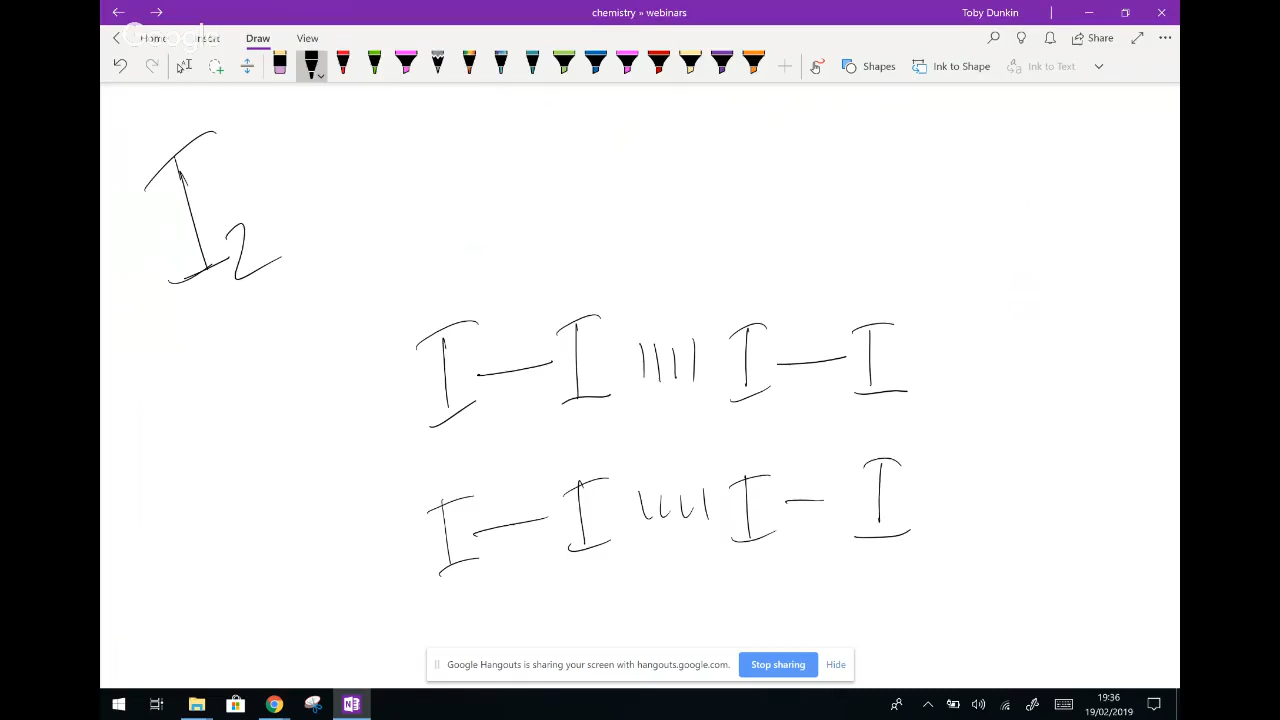 chemistry » webinars
Toby Dunkin
Google
Home
Insert
Draw
View
Share
Shapes
Ink to Shape
Ink to Text
I2
I — I |||| I — I
I — I |||| I — I
Google Hangouts is sharing your screen with hangouts.google.com.
Stop sharing
Hide
19:36
19/02/2019